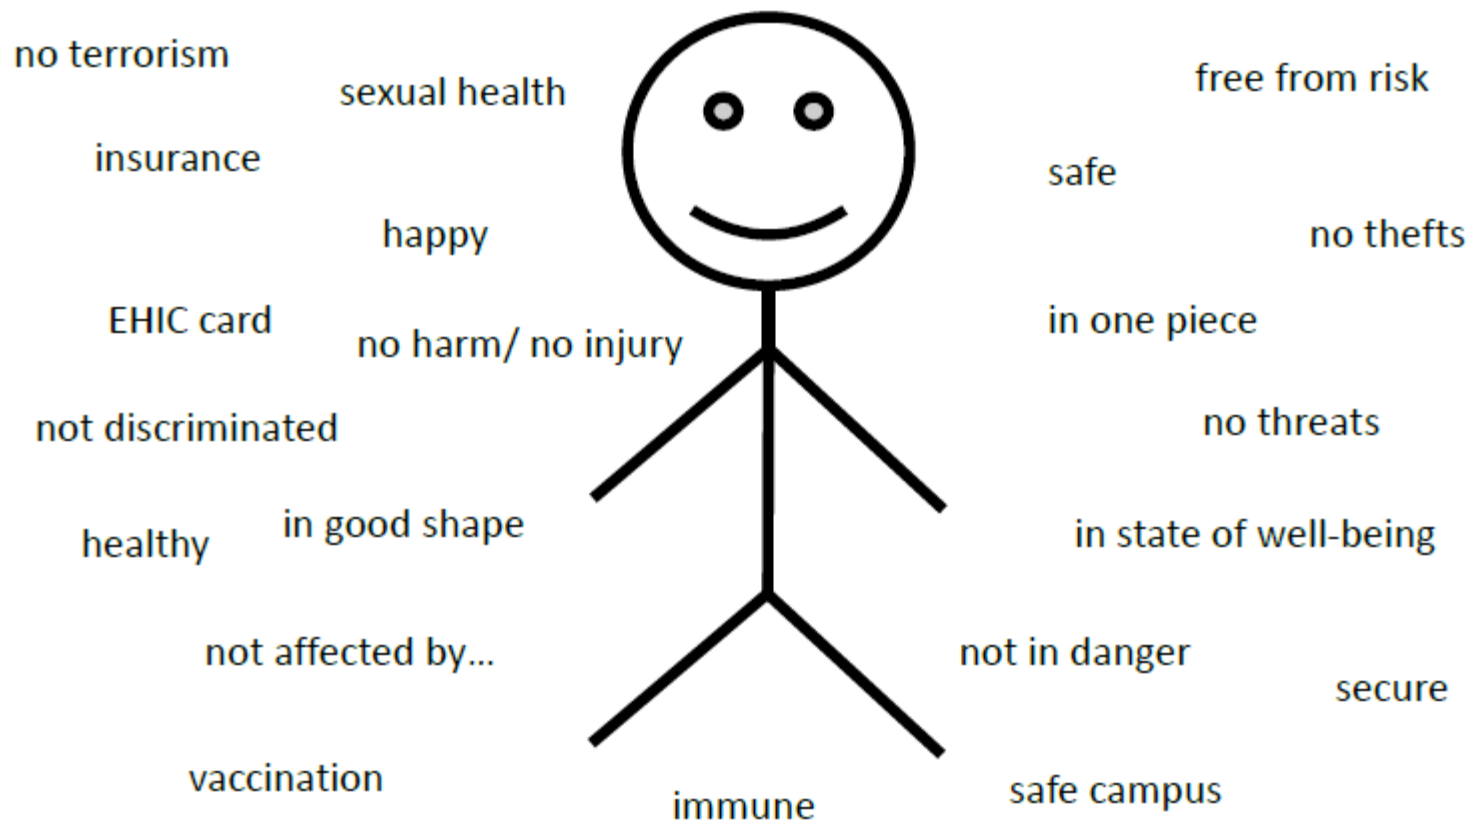 no terrorism
sexual health
free from risk
insurance
safe
happy
no thefts
EHIC card
no harm/ no injury
in one piece
not discriminated
no threats
healthy
in good shape
in state of well-being
not affected by...
not in danger
secure
vaccination
immune
safe campus